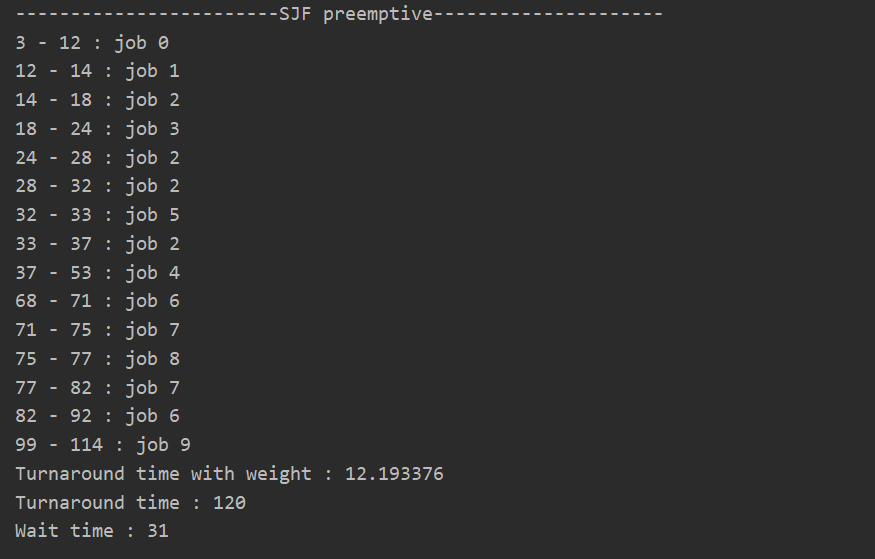 ------------------------SJF preemptive---------------------
3 - 12 : job 0
12 - 14 : job 1
14 - 18 : job 2
18 - 24 : job 3
24 - 28 : job 2
28 - 32 : job 2
32 - 33 : job 5
33 - 37 : job 2
37 - 53 : job 4
68 - 71 : job 6
71 - 75 : job 7
75 - 77 : job 8
77 - 82 : job 7
82 - 92 : job 6
99 - 114 : job 9
Turnaround time with weight : 12.193376
Turnaround time : 120
Wait time : 31